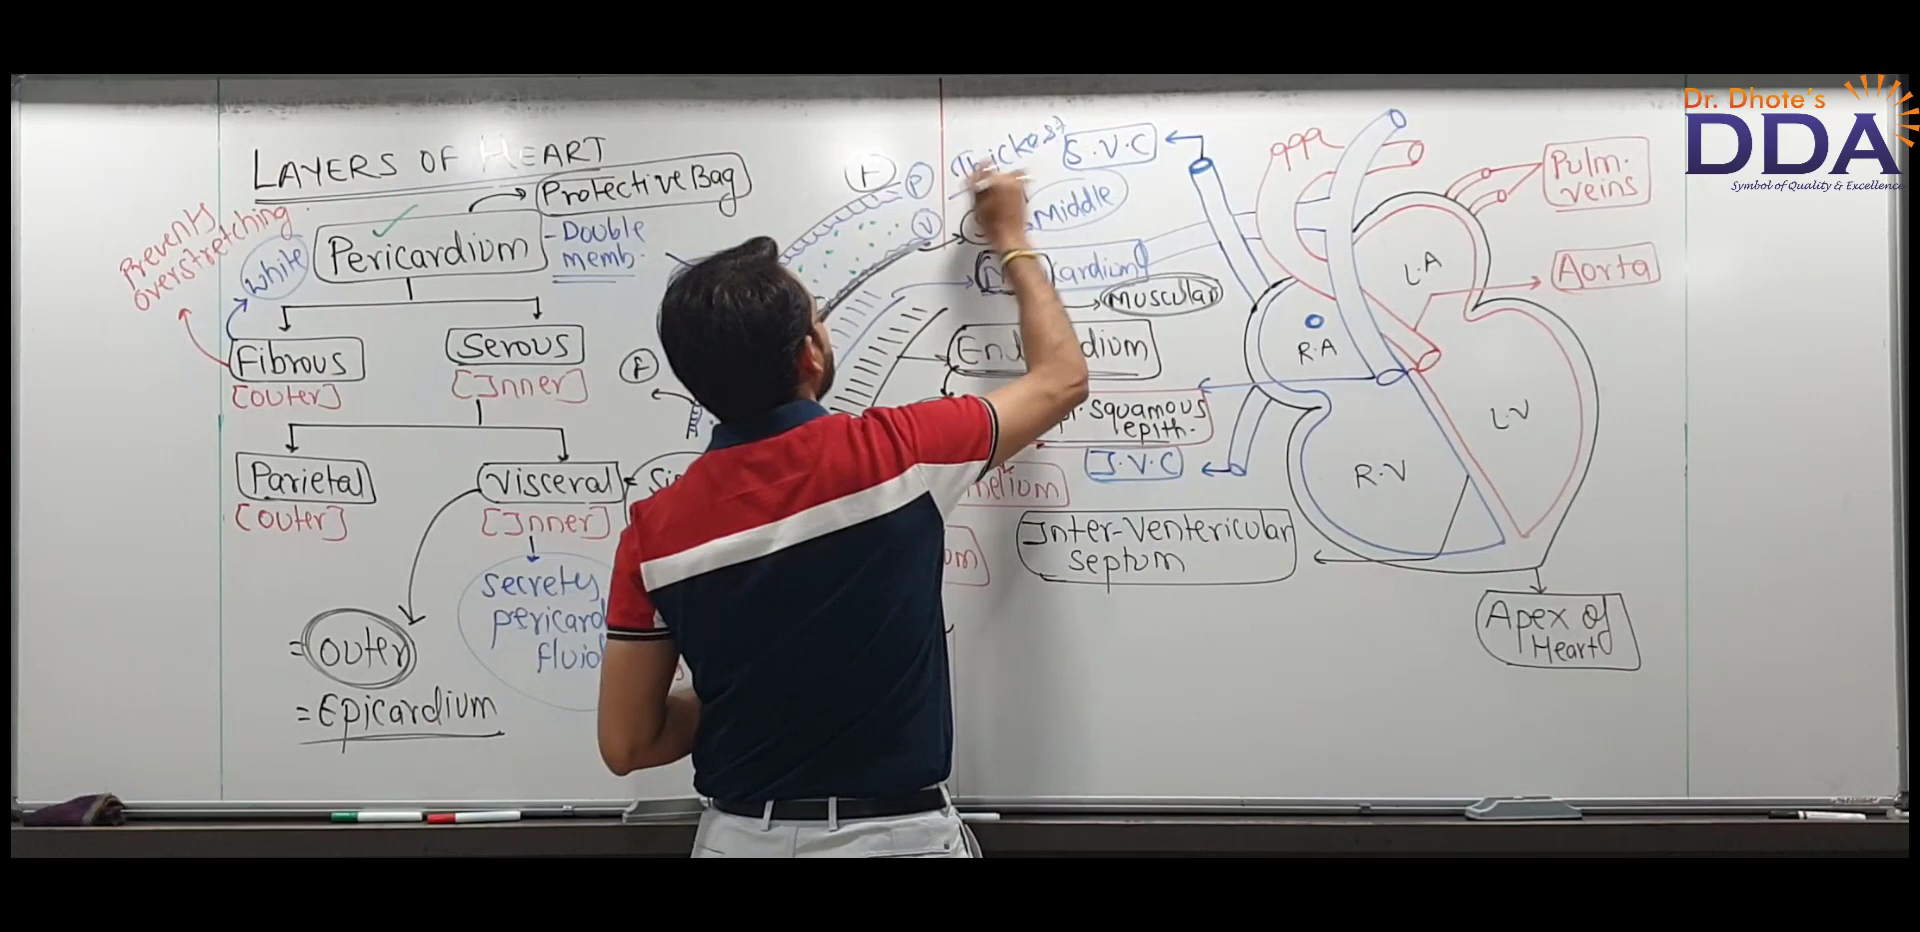 LAYERS OF HEART
Protective Bag
Prevents
overstretching
White
Pericardium
- Double
memb.
Fibrous
[outer]
Serous
[Inner]
Parietal
[outer]
Visceral
[Inner]
secretes
fluid
= outer
= Epicardium
F
P
V
F
Thickest
Middle
Muscular
S.V.C
squamous
epith.
I.V.C
Inter-Ventericular
septum
R.A
L.A
R.V
L.V
Pulm.
veins
Aorta
Apex of
Heart
Dr. Dhote's
DDA
Symbol of Quality & Excellence